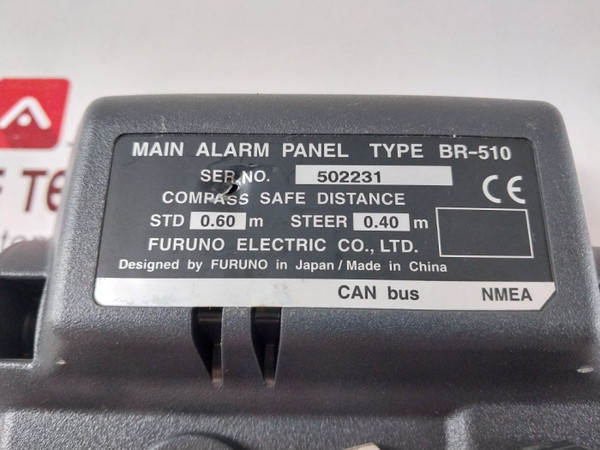 MAIN ALARM PANEL TYPE BR-510
SER.NO. 502231
COMPASS SAFE DISTANCE
STD 0.60 m STEER 0.40 m
FURUNO ELECTRIC CO., LTD.
Designed by FURUNO in Japan / Made in China
CAN bus NMEA
CE